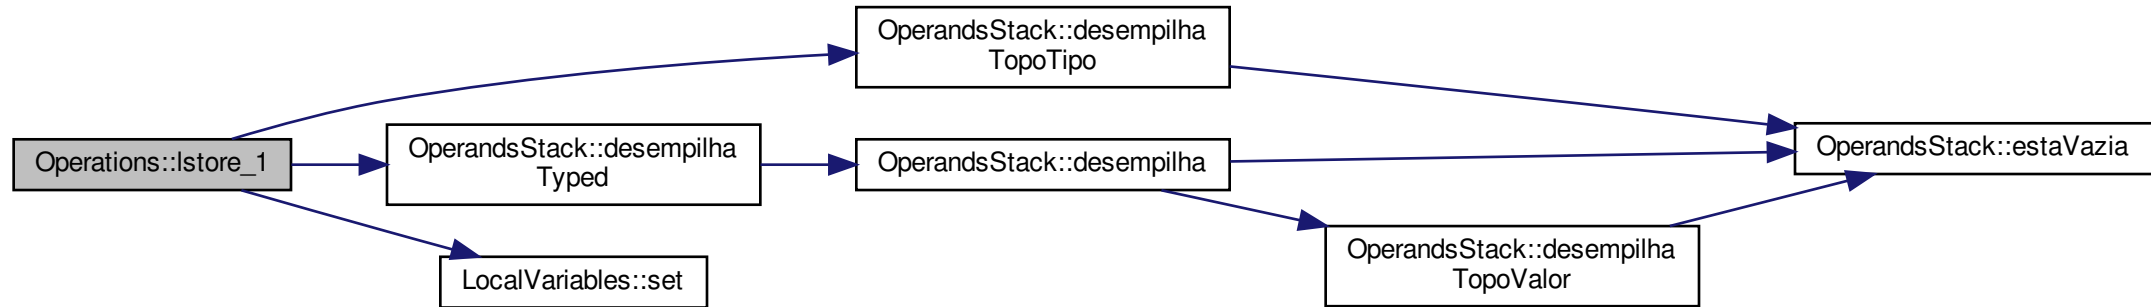 Operations::lstore_1
OperandsStack::desempilha
TopoTipo
OperandsStack::desempilha
Typed
LocalVariables::set
OperandsStack::desempilha
OperandsStack::desempilha
TopoValor
OperandsStack::estaVazia